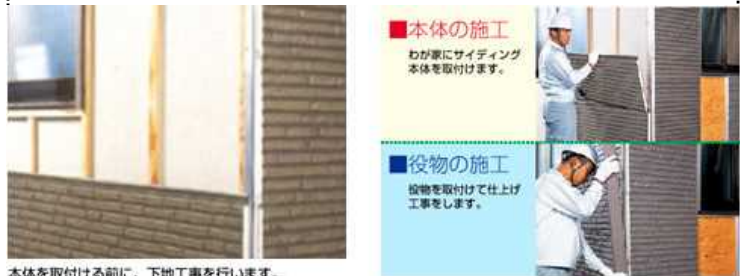 本体を取付ける前に、下地工事を行います。
■本体の施工
わが家にサイディング
本体を取付けます。
■役物の施工
役物を取付けて仕上げ
工事をします。